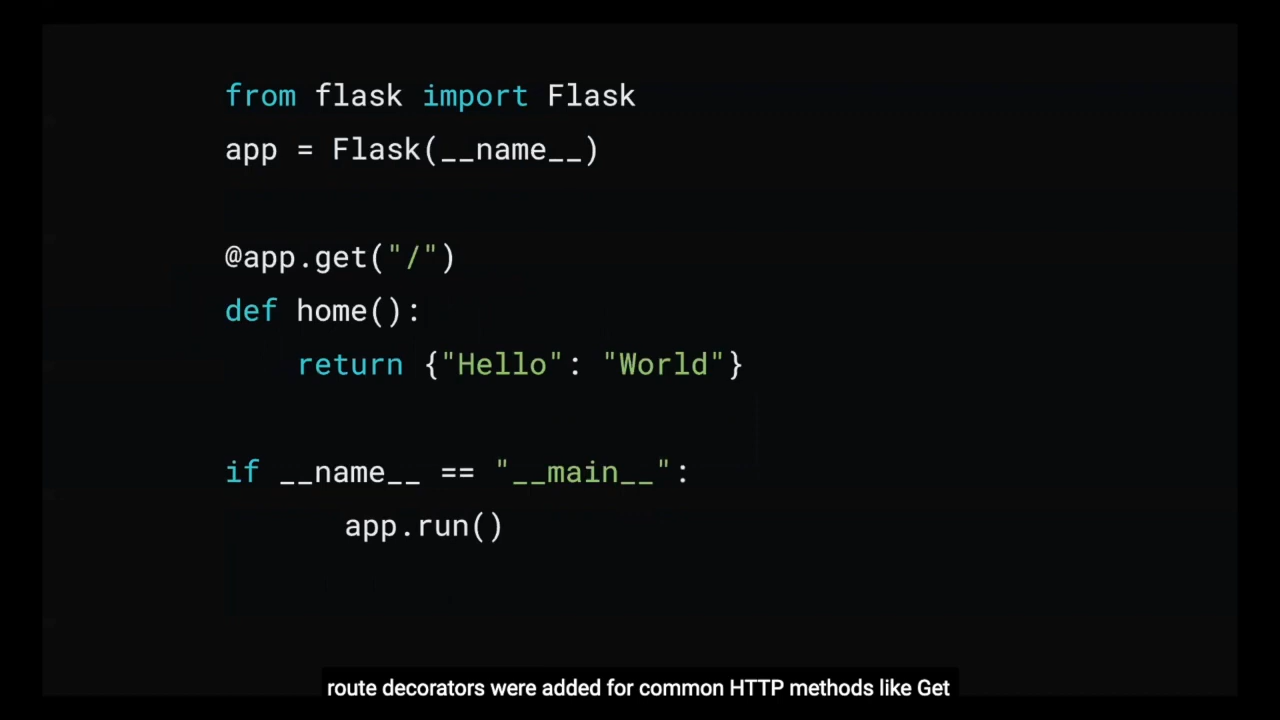 from flask import Flask
app = Flask(__name__)
@app.get("/")
def home():
return {"Hello": "World"}
if __name__ == "__main__":
app.run()
route decorators were added for common HTTP methods like Get